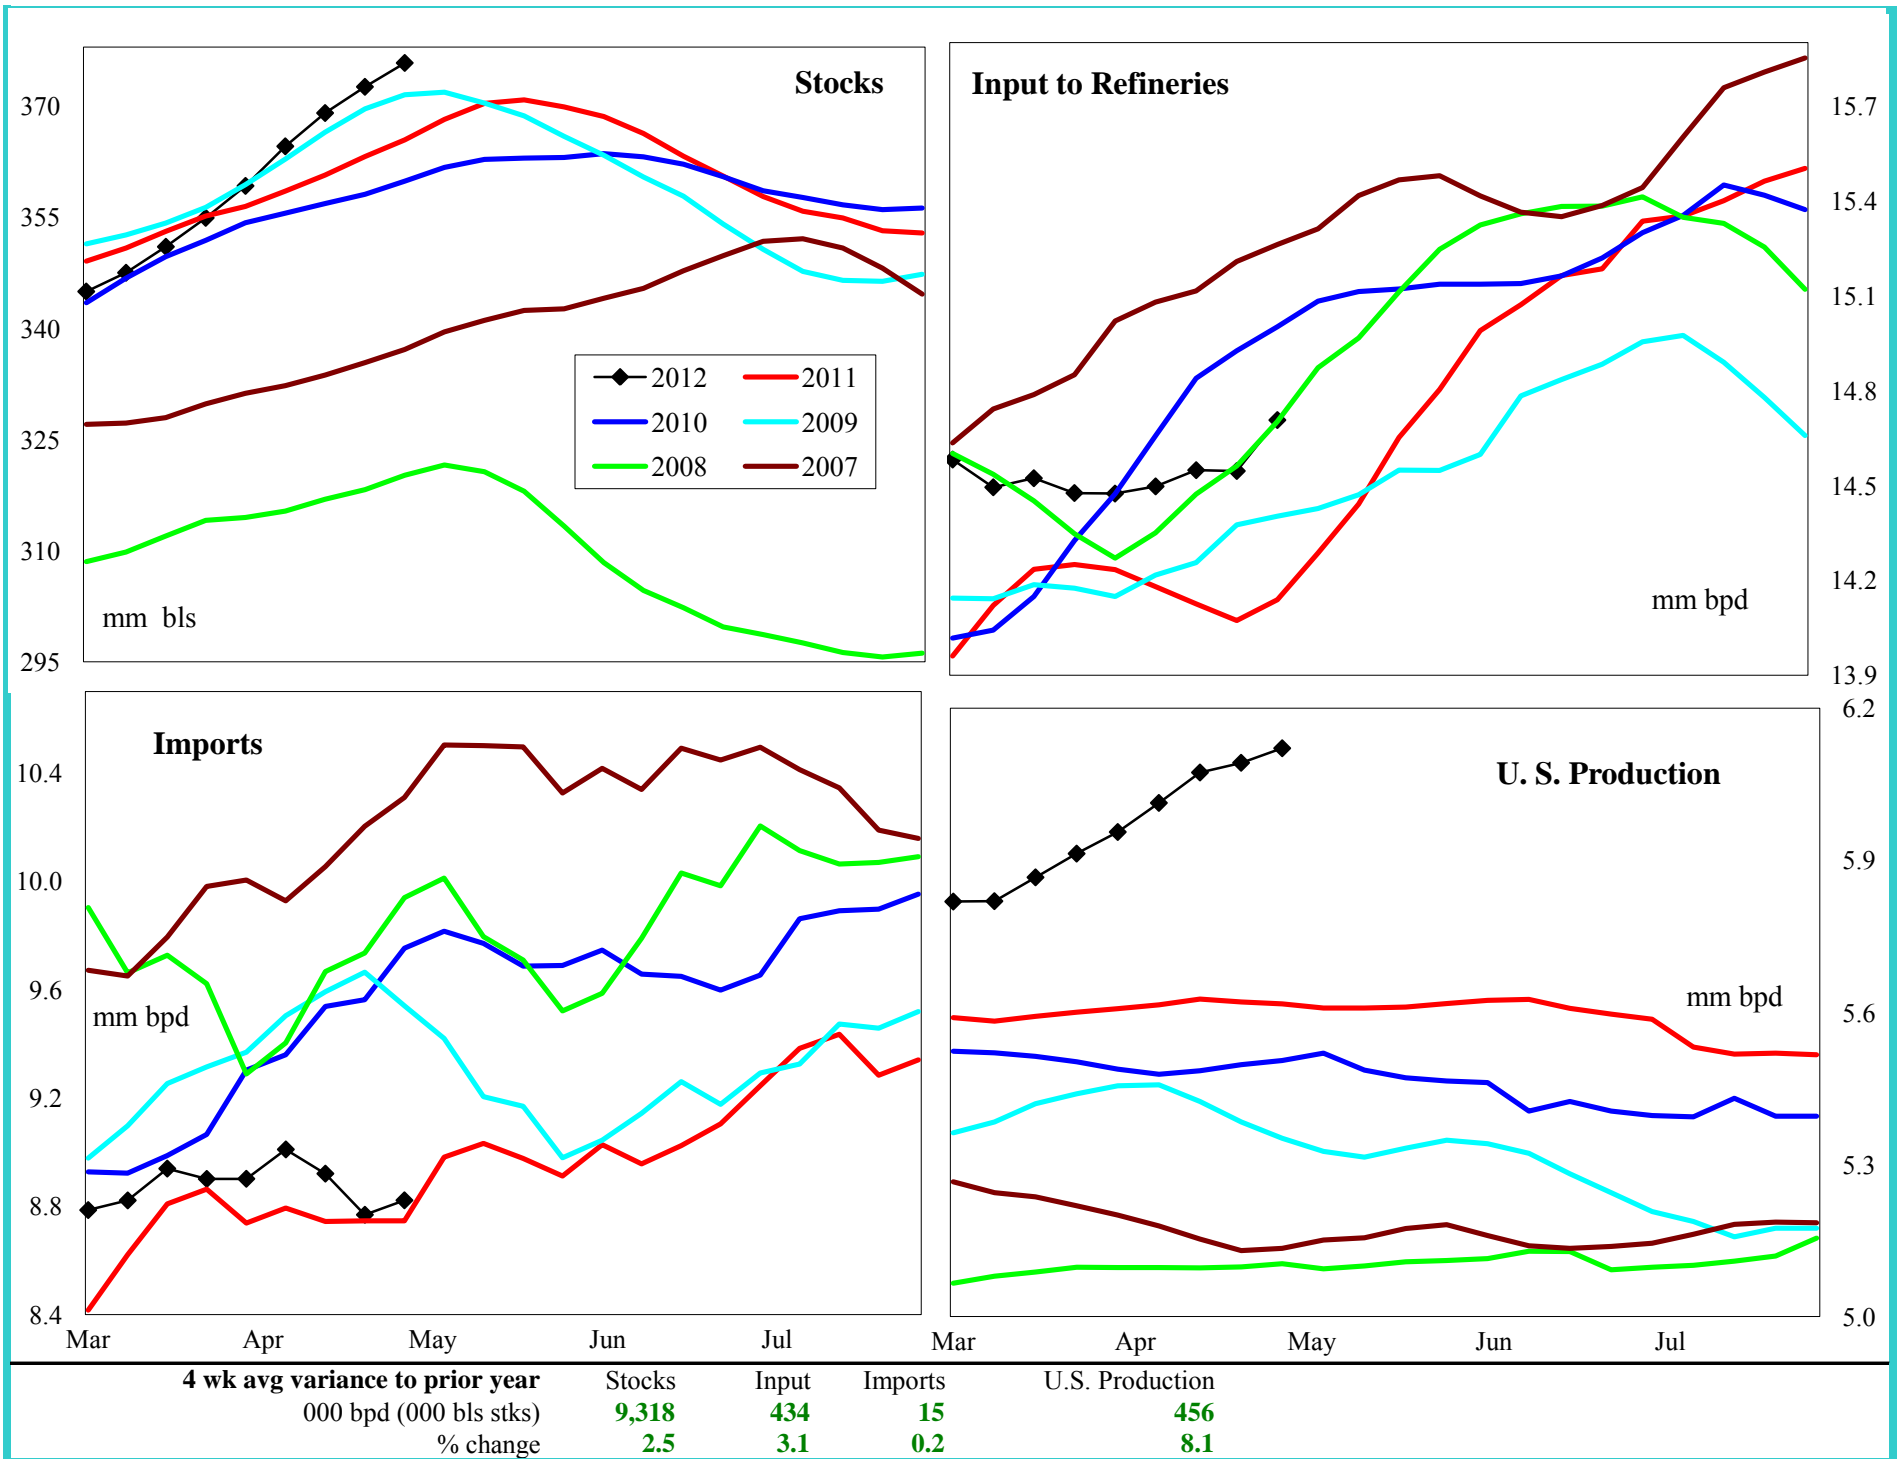 Stocks
370
355
340
325
310
295
mm bls
2012
2011
2010
2009
2008
2007
Input to Refineries
15.7
15.4
15.1
14.8
14.5
14.2
13.9
mm bpd
Imports
10.4
10.0
9.6
9.2
8.8
8.4
mm bpd
Mar Apr May Jun Jul
U. S. Production
6.2
5.9
5.6
5.3
5.0
mm bpd
Mar Apr May Jun Jul
4 wk avg variance to prior year Stocks Input Imports U.S. Production
000 bpd (000 bls stks) 9,318 434 15 456
% change 2.5 3.1 0.2 8.1